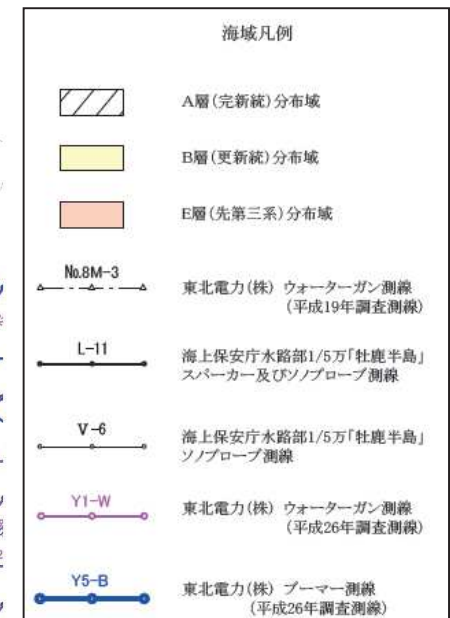 海域凡例
A層(完新統)分布域
B層(更新統)分布域
E層(先第三系)分布域
No.8M-3
東北電力(株) ウォーターガン測線
(平成19年調査測線)
L-11
海上保安庁水路部1/5万「牡鹿半島」
スパーカー及びソノプローブ測線
V-6
海上保安庁水路部1/5万「牡鹿半島」
ソノプローブ測線
Y1-W
東北電力(株) ウォーターガン測線
(平成26年調査測線)
Y5-B
東北電力(株) ブーマー測線
(平成26年調査測線)